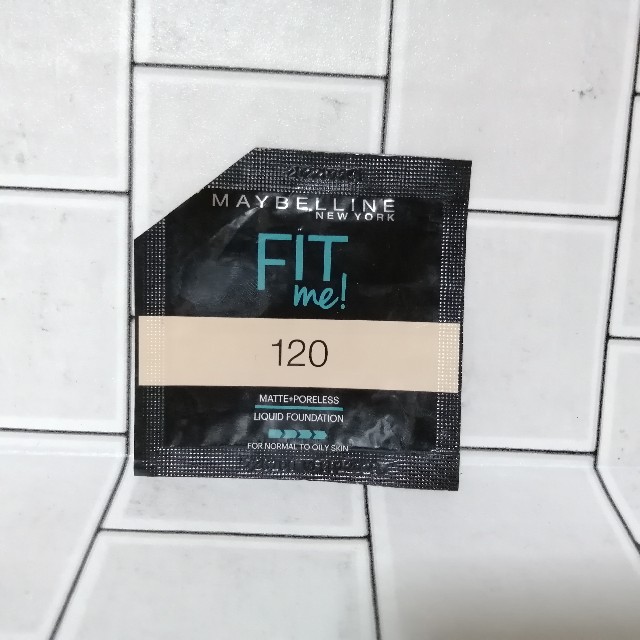 MAYBELLINE
NEW YORK
FIT
me!
120
MATTE+PORELESS
LIQUID FOUNDATION
FOR NORMAL TO OILY SKIN